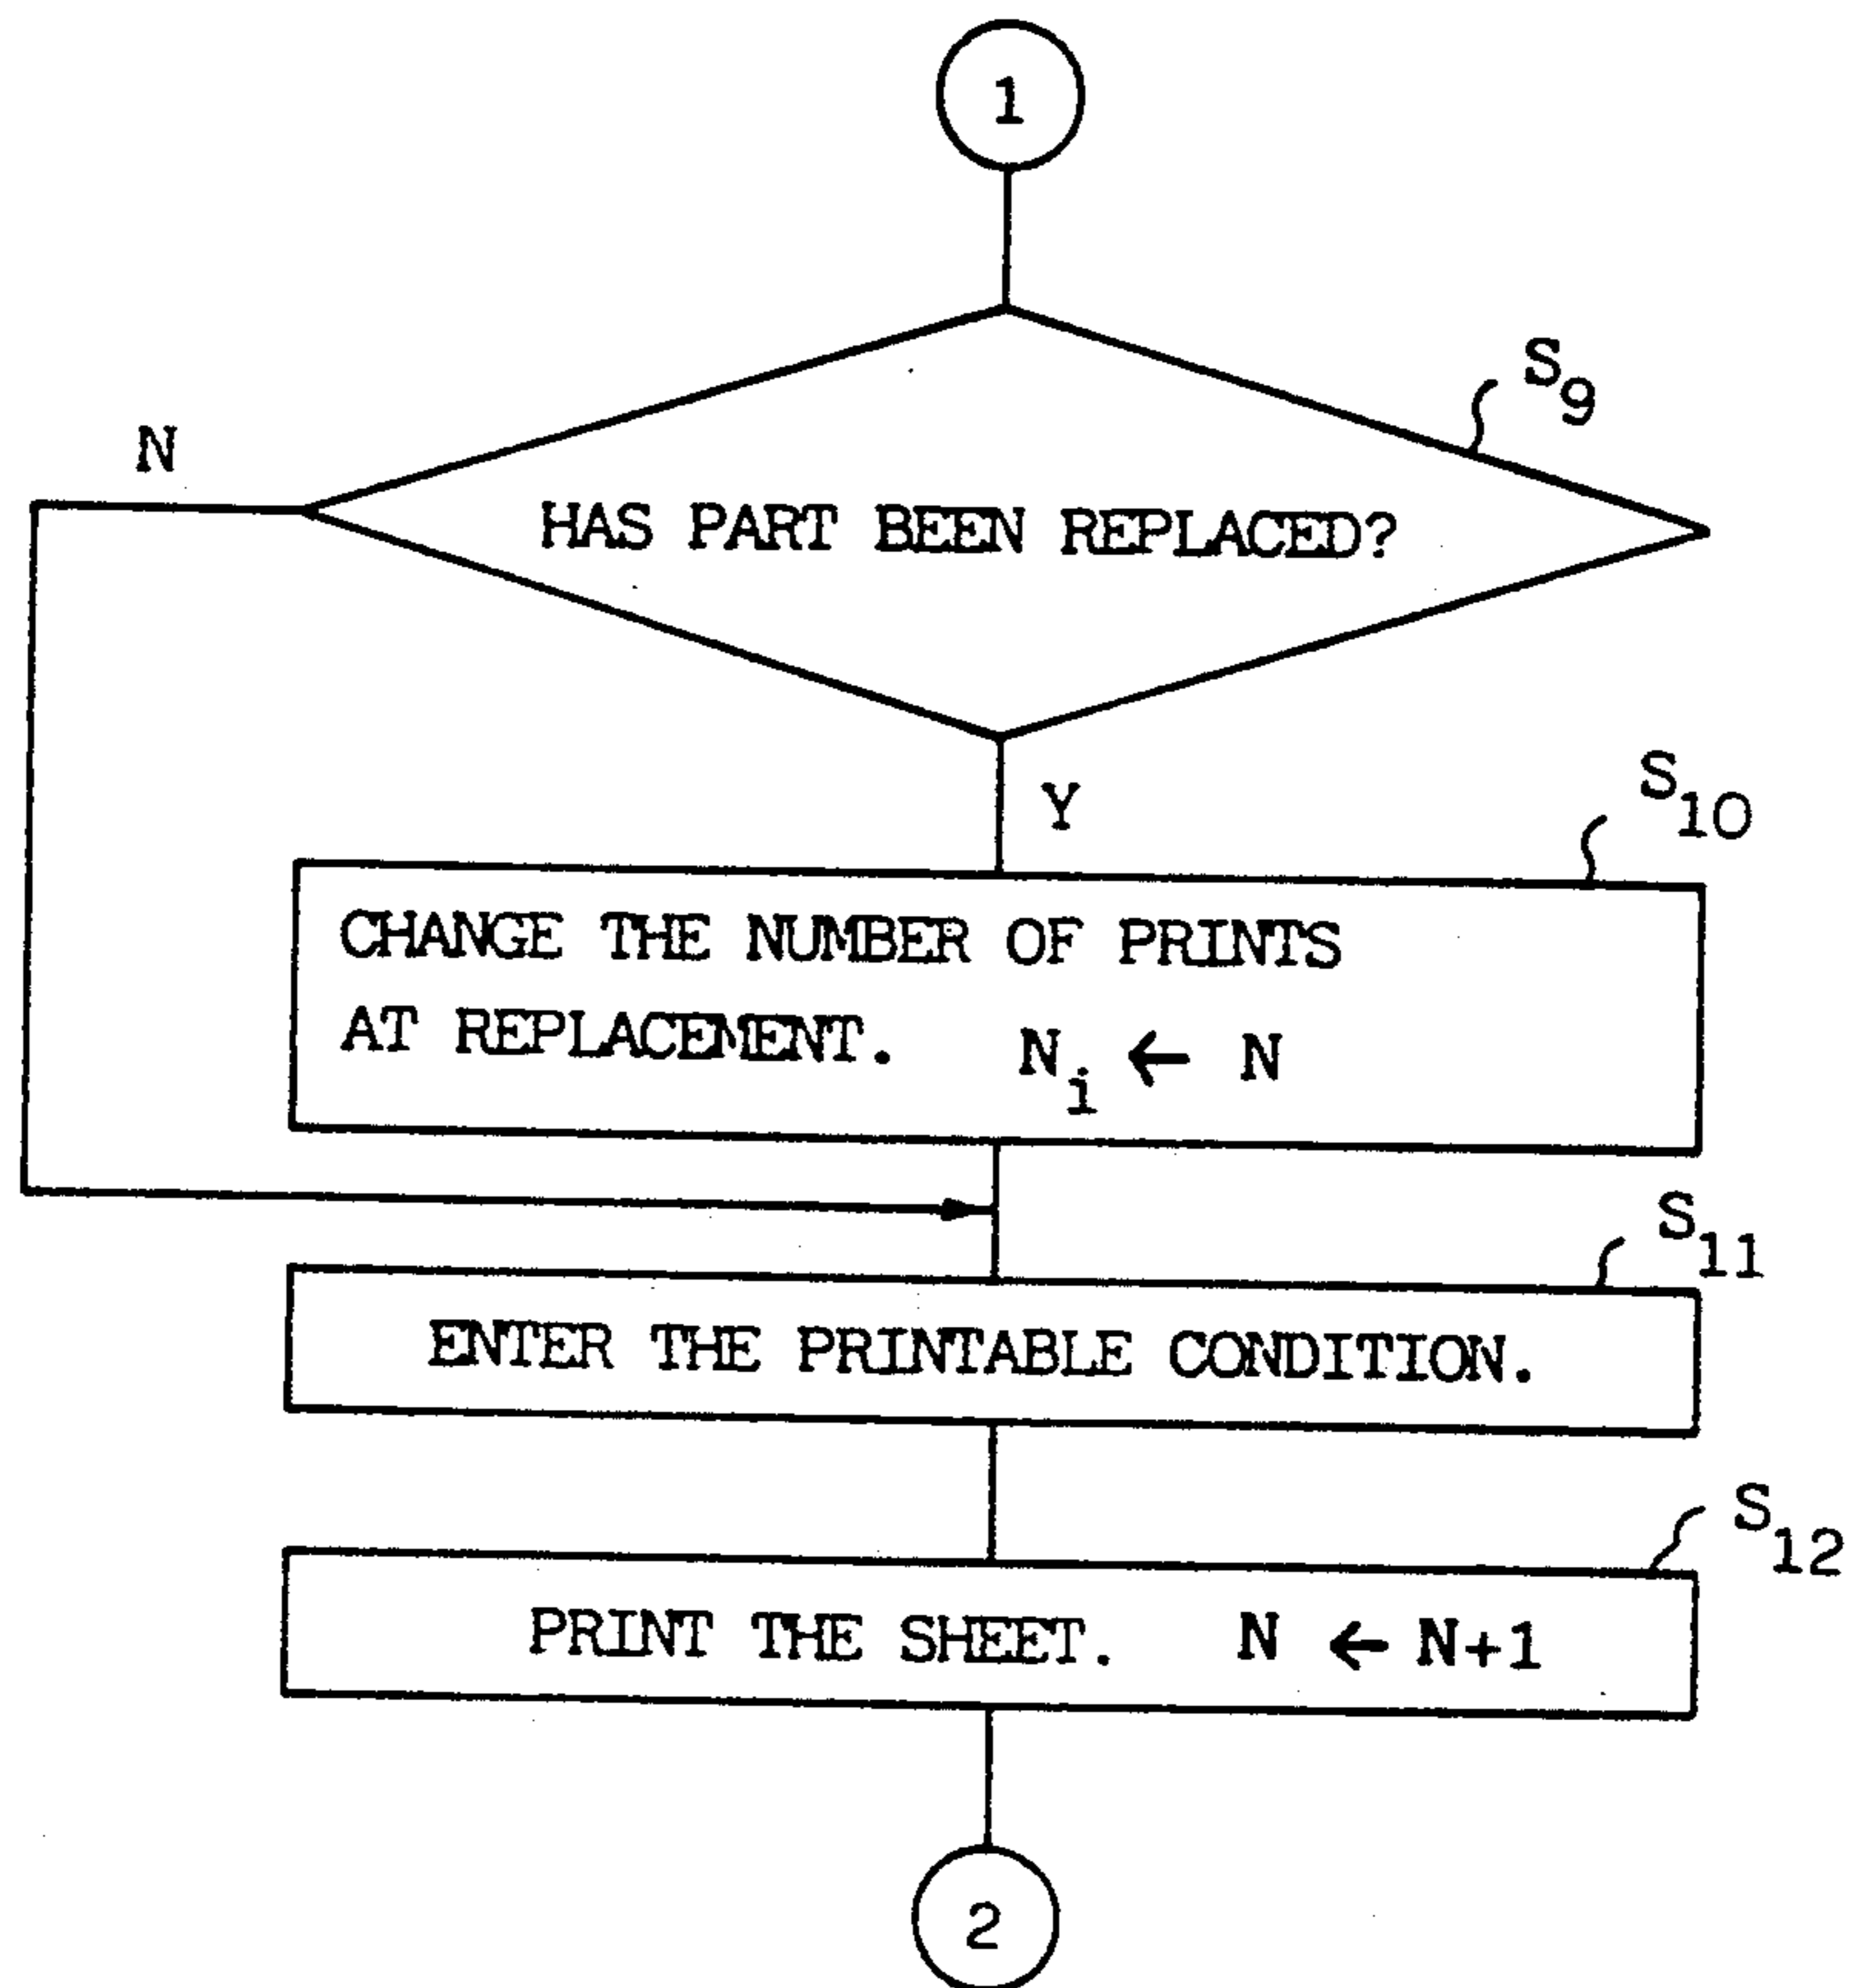 1
S9
N
HAS PART BEEN REPLACED?
Y
S10
CHANGE THE NUMBER OF PRINTS
AT REPLACEMENT. Ni ← N
S11
ENTER THE PRINTABLE CONDITION.
S12
PRINT THE SHEET. N ← N+1
2